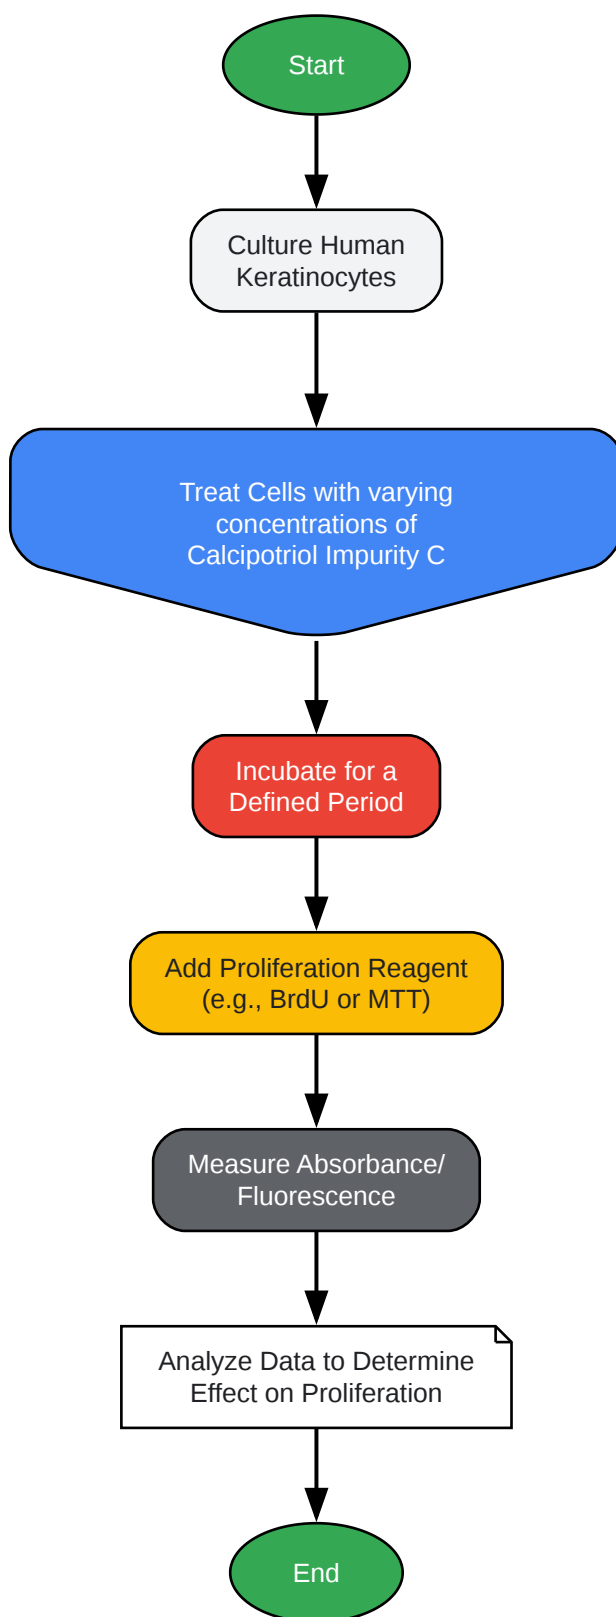 Start
Culture Human
Keratinocytes
Treat Cells with varying
concentrations of
Calcipotriol Impurity C
Incubate for a
Defined Period
Add Proliferation Reagent
(e.g., BrdU or MTT)
Measure Absorbance/
Fluorescence
Analyze Data to Determine
Effect on Proliferation
End